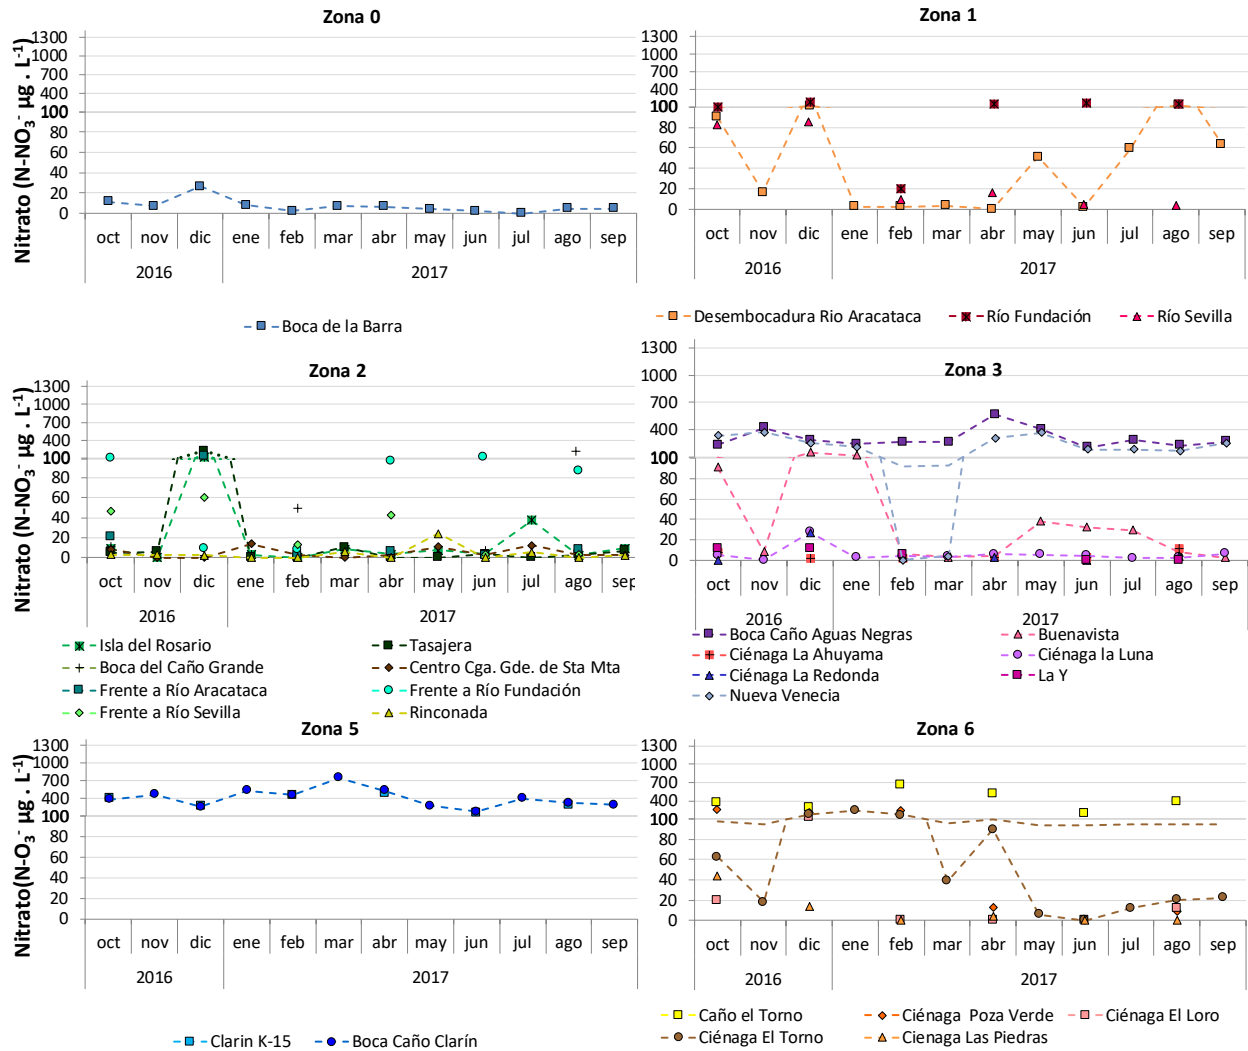 Zona 0
Nitrato (N-NO3- µg . L-1)
1300
1000
700
400
100
100
80
60
40
20
0
oct nov dic ene feb mar abr may jun jul ago sep
2016 2017
Boca de la Barra
Zona 1
1300
1000
700
400
100
100
80
60
40
20
0
oct nov dic ene feb mar abr may jun jul ago sep
2016 2017
Desembocadura Rio Aracataca Río Fundación Río Sevilla
Zona 2
Nitrato (N-NO3- µg . L-1)
1300
1000
700
400
100
100
80
60
40
20
0
oct nov dic ene feb mar abr may jun jul ago sep
2016 2017
Isla del Rosario Tasajera
Boca del Caño Grande Centro Cga. Gde. de Sta Mta
Frente a Río Aracataca Frente a Río Fundación
Frente a Río Sevilla Rinconada
Zona 3
1300
1000
700
400
100
100
80
60
40
20
0
oct nov dic ene feb mar abr may jun jul ago sep
2016 2017
Boca Caño Aguas Negras Buenavista
Ciénaga La Ahuyama Ciénaga la Luna
Ciénaga La Redonda La Y
Nueva Venecia
Zona 5
Nitrato(N-O3- µg . L-1)
1300
1000
700
400
100
100
80
60
40
20
0
oct nov dic ene feb mar abr may jun jul ago sep
2016 2017
Clarin K-15 Boca Caño Clarín
Zona 6
1300
1000
700
400
100
100
80
60
40
20
0
oct nov dic ene feb mar abr may jun jul ago sep
2016 2017
Caño el Torno Ciénaga Poza Verde Ciénaga El Loro
Ciénaga El Torno Cienaga Las Piedras